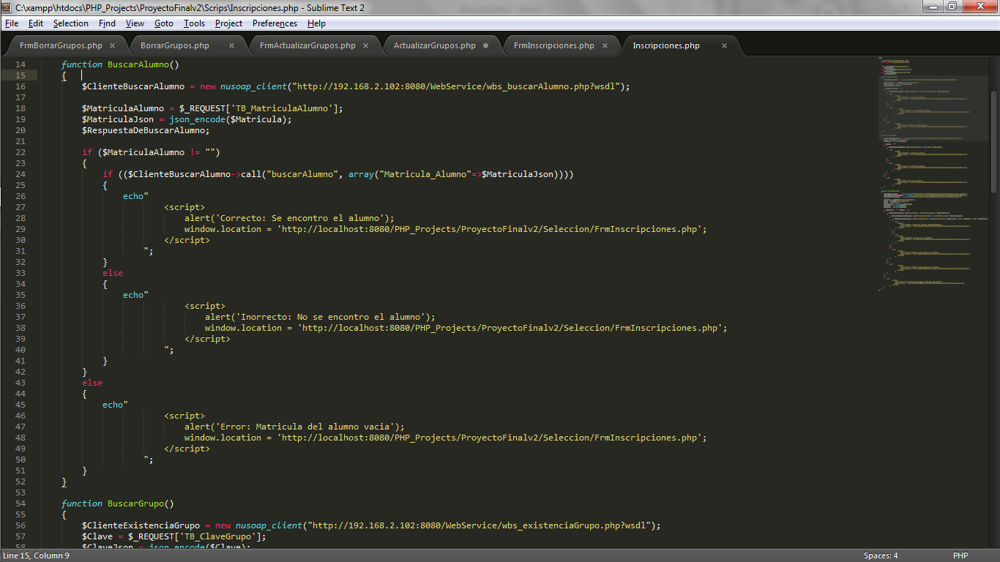 C:\xampp\htdocs\PHP_Projects\ProyectoFinalv2\Scrips\Inscripciones.php - Sublime Text 2
File Edit Selection Find View Goto Tools Project Preferences Help
FrmBorrarGrupos.php × BorrarGrupos.php × FrmActualizarGrupos.php × ActualizarGrupos.php ● FrmInscripciones.php × Inscripciones.php ×
14 function BuscarAlumno()
15 {
16 $ClienteBuscarAlumno = new nusoap_client("http://192.168.2.102:8080/WebService/wbs_buscarAlumno.php?wsdl");
17
18 $MatriculaAlumno = $_REQUEST['TB_MatriculaAlumno'];
19 $MatriculaJson = json_encode($Matricula);
20 $RespuestaDeBuscarAlumno;
21
22 if ($MatriculaAlumno != "")
23 {
24 if (($ClienteBuscarAlumno->call("buscarAlumno", array("Matricula_Alumno"=>$MatriculaJson))))
25 {
26 echo"
27 <script>
28 alert('Correcto: Se encontro el alumno');
29 window.location = 'http://localhost:8080/PHP_Projects/ProyectoFinalv2/Seleccion/FrmInscripciones.php';
30 </script>
31 ";
32 }
33 else
34 {
35 echo"
36 <script>
37 alert('Inorrecto: No se encontro el alumno');
38 window.location = 'http://localhost:8080/PHP_Projects/ProyectoFinalv2/Seleccion/FrmInscripciones.php';
39 </script>
40 ";
41 }
42 }
43 else
44 {
45 echo"
46 <script>
47 alert('Error: Matricula del alumno vacia');
48 window.location = 'http://localhost:8080/PHP_Projects/ProyectoFinalv2/Seleccion/FrmInscripciones.php';
49 </script>
50 ";
51 }
52 }
53
54 function BuscarGrupo()
55 {
56 $ClienteExistenciaGrupo = new nusoap_client("http://192.168.2.102:8080/WebService/wbs_existenciaGrupo.php?wsdl");
57 $Clave = $_REQUEST['TB_ClaveGrupo'];
58 $ClaveJson = json_encode($Clave);
Line 15, Column 9 Spaces: 4 PHP